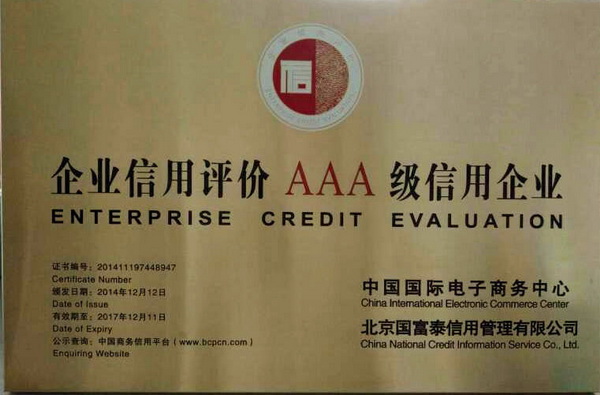 信
企业信用评价 AAA 级信用企业
ENTERPRISE CREDIT EVALUATION
证书编号：201411197448947
Certificate Number
颁发日期：2014年12月12日
Date of Issue
有效期至：2017年12月11日
Date of Expiry
公示查询：中国商务信用平台（www.bcpcn.com）
Enquiring Website
中国国际电子商务中心
China International Electronic Commerce Center
北京国富泰信用管理有限公司
China National Credit Information Service Co., Ltd.